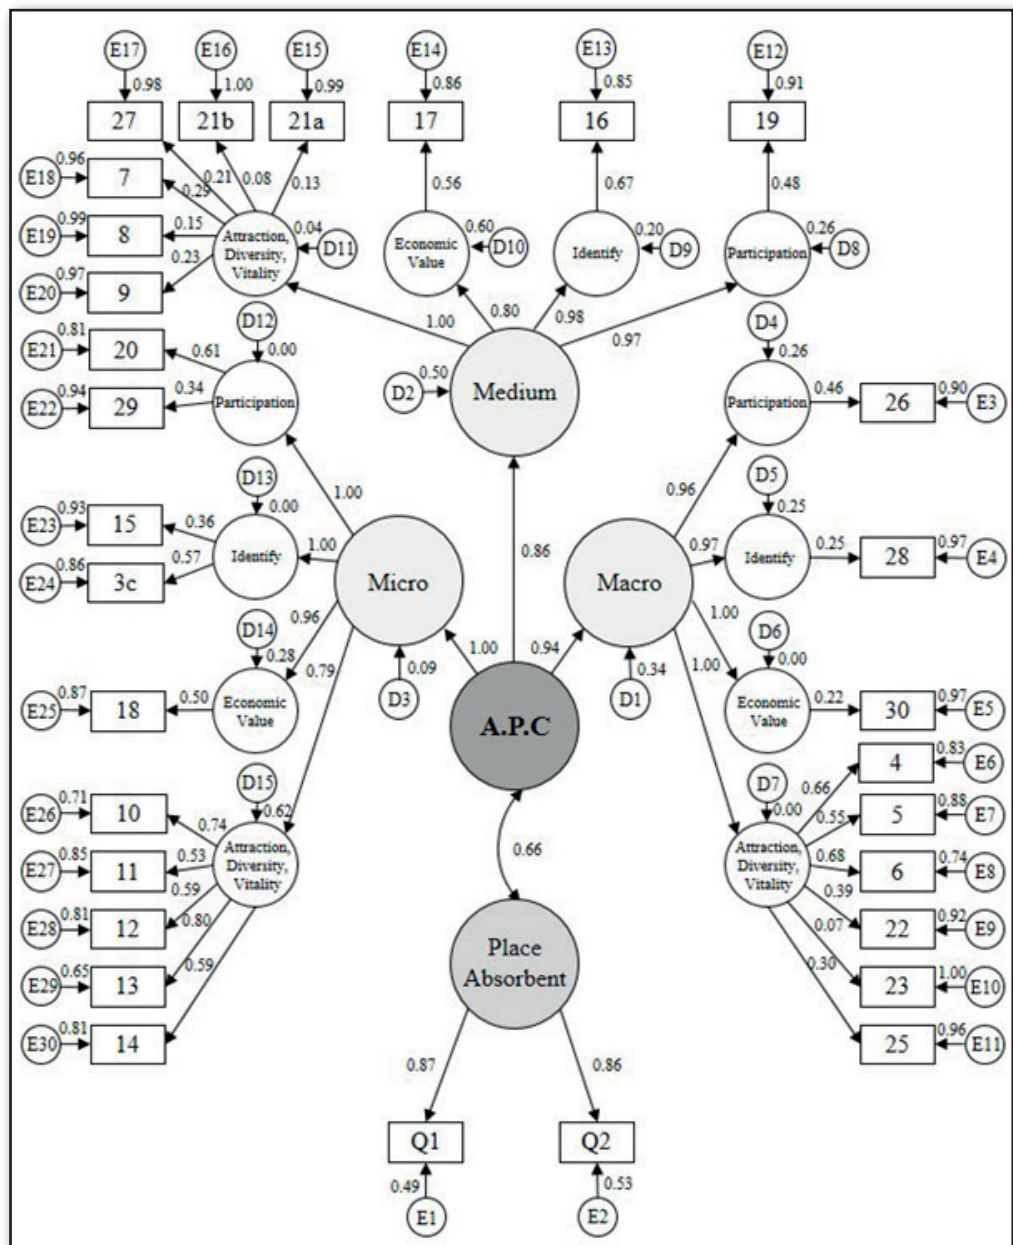 E17 E16 E15 E14 E13 E12
0.98 1.00 0.99 0.86 0.85 0.91
27 21b 21a 17 16 19
E18 0.96 7 0.29 0.21 0.08 0.13 0.56 0.67 0.48
E19 0.99 8 0.15
E20 0.97 9 0.23
Attraction,
Diversity,
Vitality
0.04 D11
Economic
Value
0.60 D10
Identify
0.20 D9
Participation
0.26 D8
1.00 0.80 0.98 0.97
Medium
D2 0.50
E21 0.81 20 0.61
E22 0.94 29 0.34
D12
0.00
Participation
1.00
D4
0.26
Participation
0.46 26 0.90 E3
0.96
E23 0.93 15 0.36
E24 0.86 3c 0.57
D13
0.00
Identify
1.00
Micro
0.86
Macro
0.97
D5
0.25
Identify
0.25 28 0.97 E4
0.96
0.79
1.00
0.94
1.00
1.00
D14
0.28
Economic
Value
E25 0.87 18 0.50
0.09
D3
0.34
D1
D6
0.00
Economic
Value
0.22 30 0.97 E5
A.P.C
D15
0.62
Attraction,
Diversity,
Vitality
E26 0.71 10 0.74
E27 0.85 11 0.53
E28 0.81 12 0.59
E29 0.65 13 0.80
E30 0.81 14 0.59
D7
0.00
Attraction,
Diversity,
Vitality
0.66 4 0.83 E6
0.55 5 0.88 E7
0.68 6 0.74 E8
0.39 22 0.92 E9
0.07 23 1.00 E10
0.30 25 0.96 E11
0.66
Place
Absorbent
0.87 0.86
Q1 Q2
0.49 0.53
E1 E2